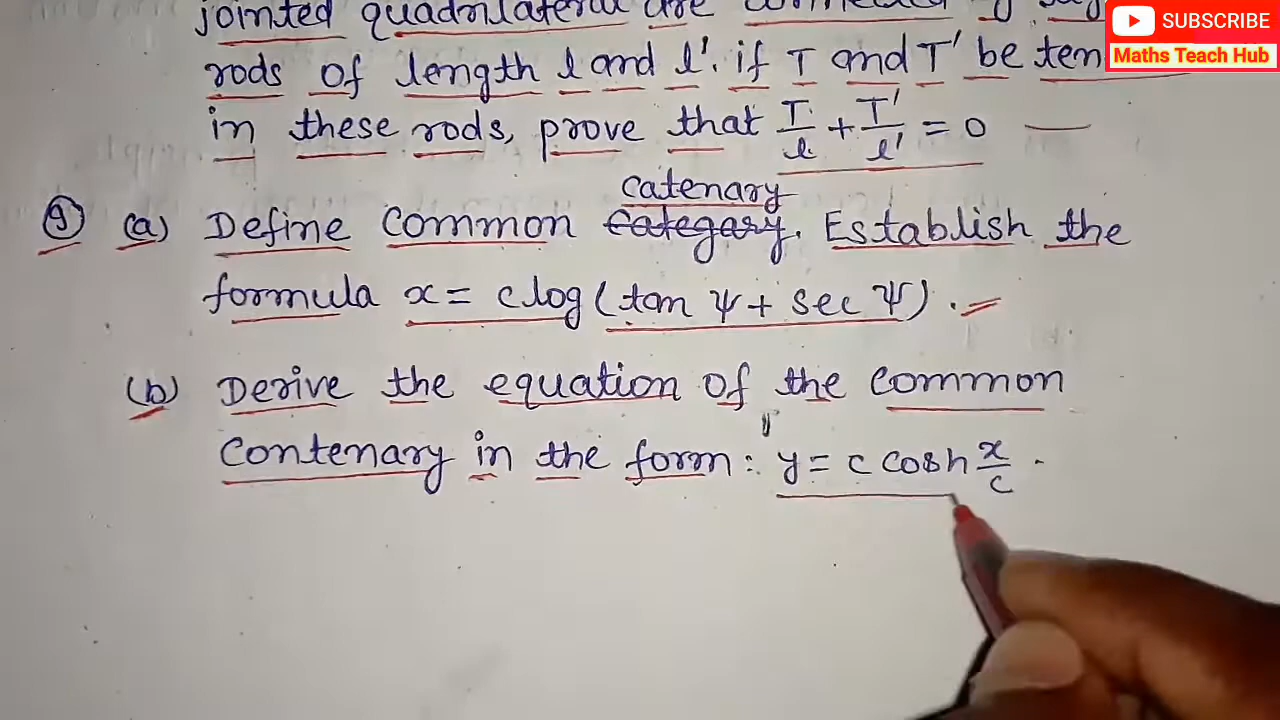 jointed quadrilateral are connected by
SUBSCRIBE
rods of length l and l'. if T and T' be ten
Maths Teach Hub
in these rods, prove that T/l + T'/l' = 0
catenary
⑨ (a) Define common categary. Establish the
formula x = c log (tan ψ + sec ψ).
(b) Derive the equation of the common
contenary in the form: y = c cosh x/c.